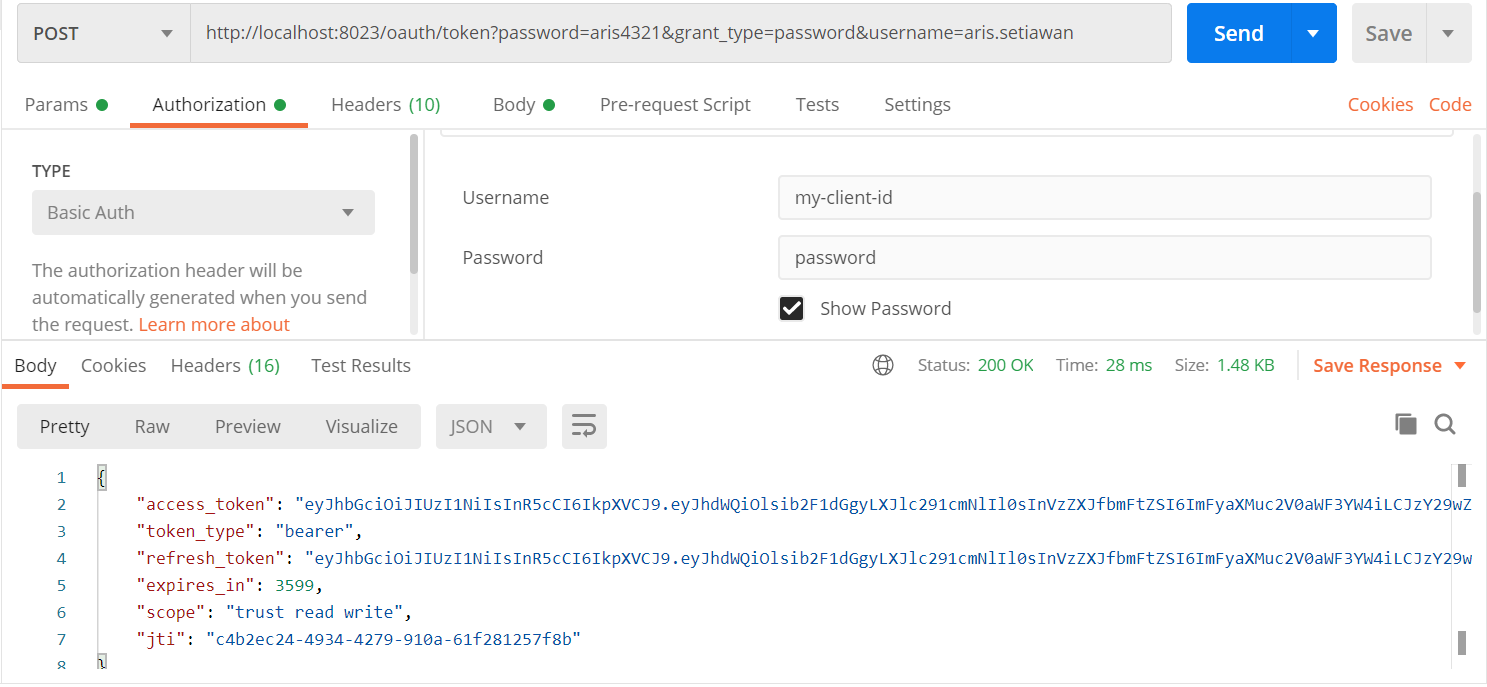 POST http://localhost:8023/oauth/token?password=aris4321&grant_type=password&username=aris.setiawan Send Save
Params Authorization Headers (10) Body Pre-request Script Tests Settings Cookies Code
TYPE
Basic Auth
The authorization header will be
automatically generated when you send
the request. Learn more about
Username my-client-id
Password password
Show Password
Body Cookies Headers (16) Test Results Status: 200 OK Time: 28 ms Size: 1.48 KB Save Response
Pretty Raw Preview Visualize JSON
1 {
2 "access_token": "eyJhbGciOiJIUzI1NiIsInR5cCI6IkpXVCJ9.eyJhdWQiOlsib2F1dGgyLXJlc291cmNlIl0sInVzZXJfbmFtZSI6ImFyaXMuc2V0aWF3YW4iLCJzY29wZ
3 "token_type": "bearer",
4 "refresh_token": "eyJhbGciOiJIUzI1NiIsInR5cCI6IkpXVCJ9.eyJhdWQiOlsib2F1dGgyLXJlc291cmNlIl0sInVzZXJfbmFtZSI6ImFyaXMuc2V0aWF3YW4iLCJzY29w
5 "expires_in": 3599,
6 "scope": "trust read write",
7 "jti": "c4b2ec24-4934-4279-910a-61f281257f8b"
8 }